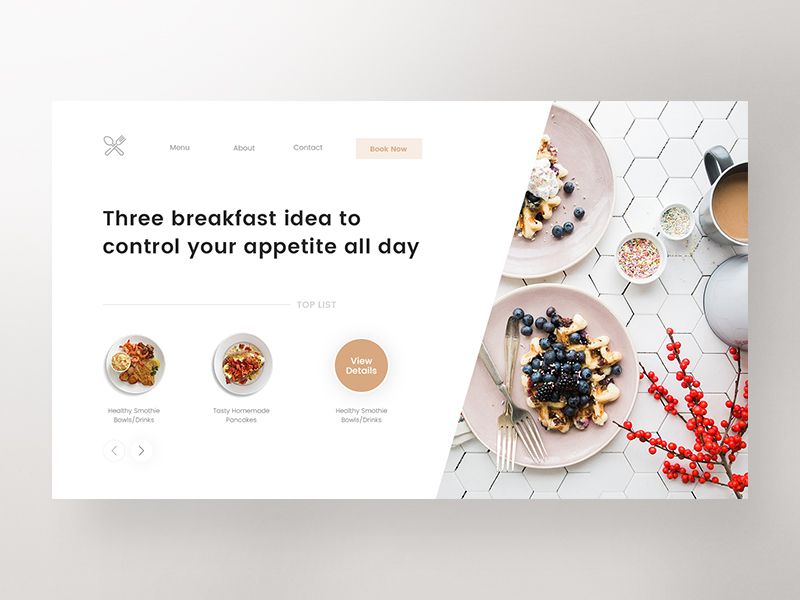 Menu
About
Contact
Book Now
Three breakfast idea to
control your appetite all day
TOP LIST
View
Details
Healthy Smothie
Bowls/Drinks
Tasty Homemade
Pancakes
Healthy Smothie
Bowls/Drinks